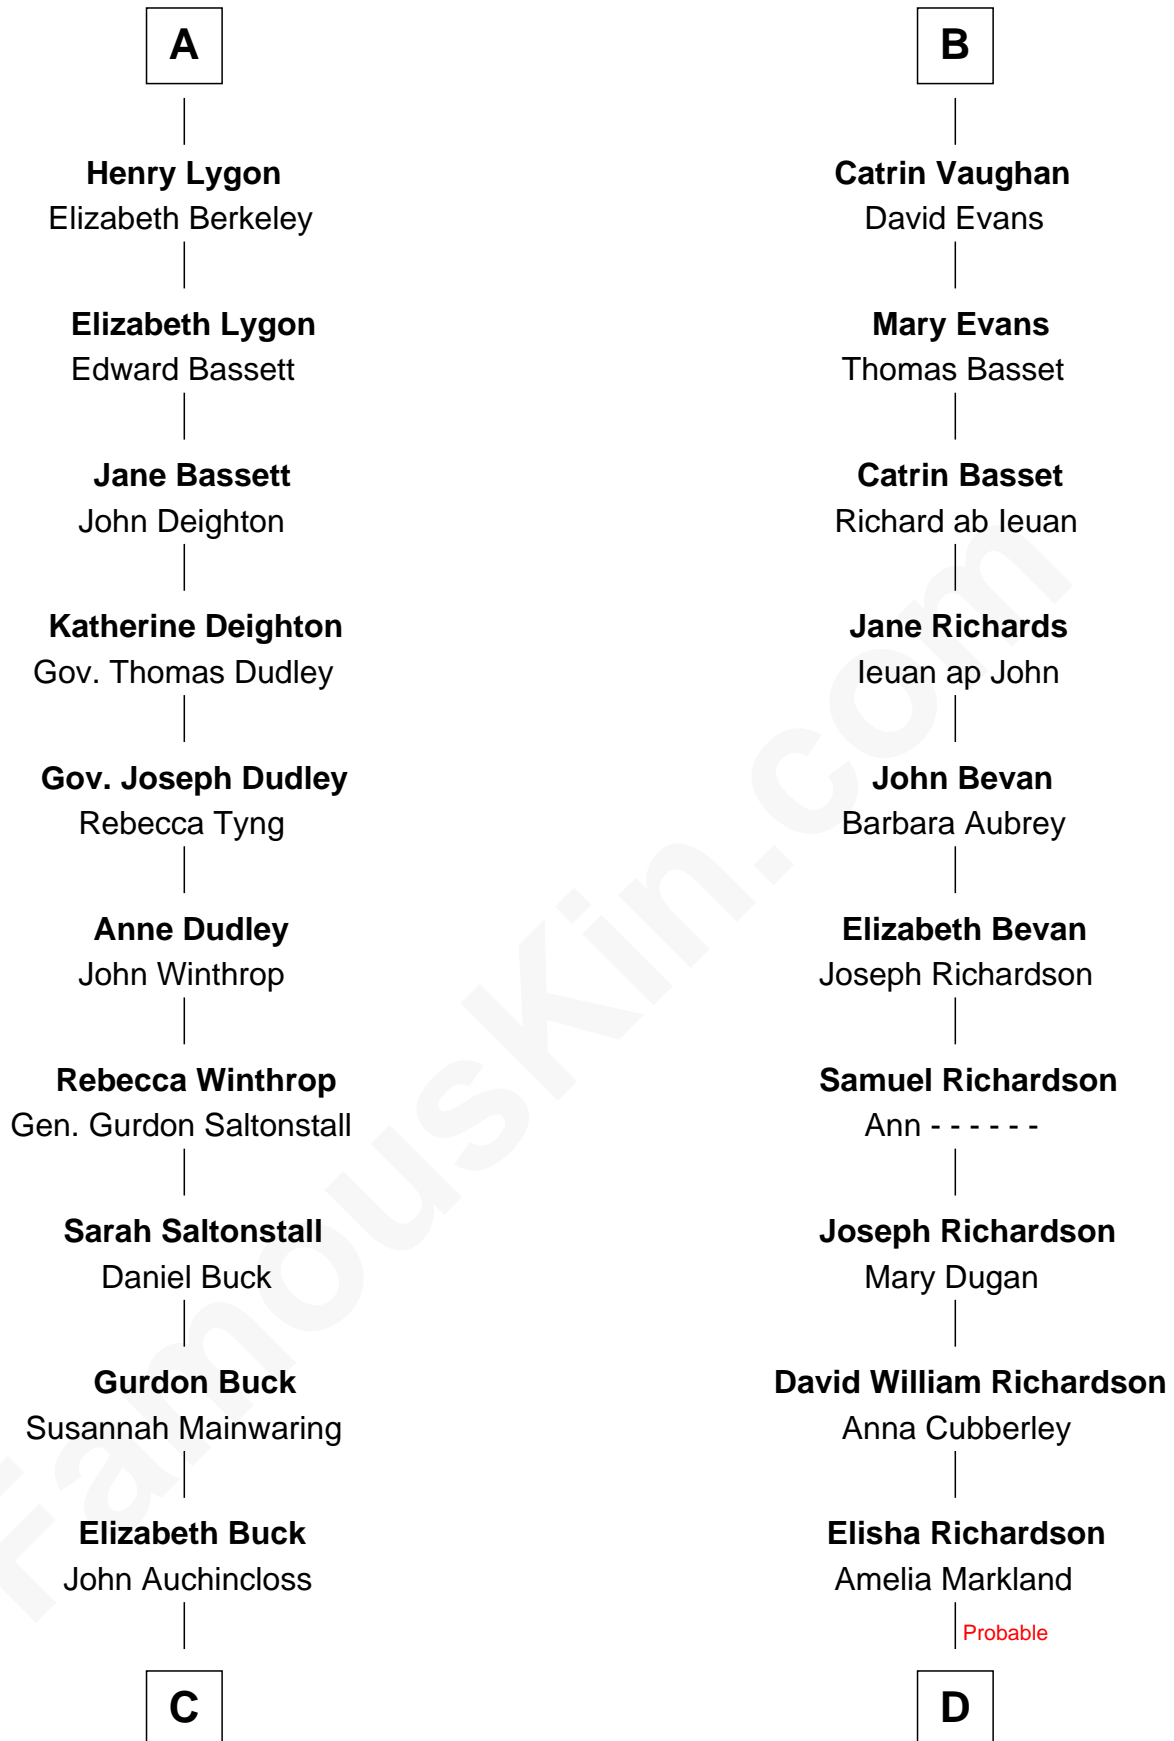 A
Henry Lygon
Elizabeth Berkeley
Elizabeth Lygon
Edward Bassett
Jane Bassett
John Deighton
Katherine Deighton
Gov. Thomas Dudley
Gov. Joseph Dudley
Rebecca Tyng
Anne Dudley
John Winthrop
Rebecca Winthrop
Gen. Gurdon Saltonstall
Sarah Saltonstall
Daniel Buck
Gurdon Buck
Susannah Mainwaring
Elizabeth Buck
John Auchincloss
C
B
Catrin Vaughan
David Evans
Mary Evans
Thomas Basset
Catrin Basset
Richard ab Ieuan
Jane Richards
Ieuan ap John
John Bevan
Barbara Aubrey
Elizabeth Bevan
Joseph Richardson
Samuel Richardson
Ann - - - - - -
Joseph Richardson
Mary Dugan
David William Richardson
Anna Cubberley
Elisha Richardson
Amelia Markland
Probable
D
FamousKin.com